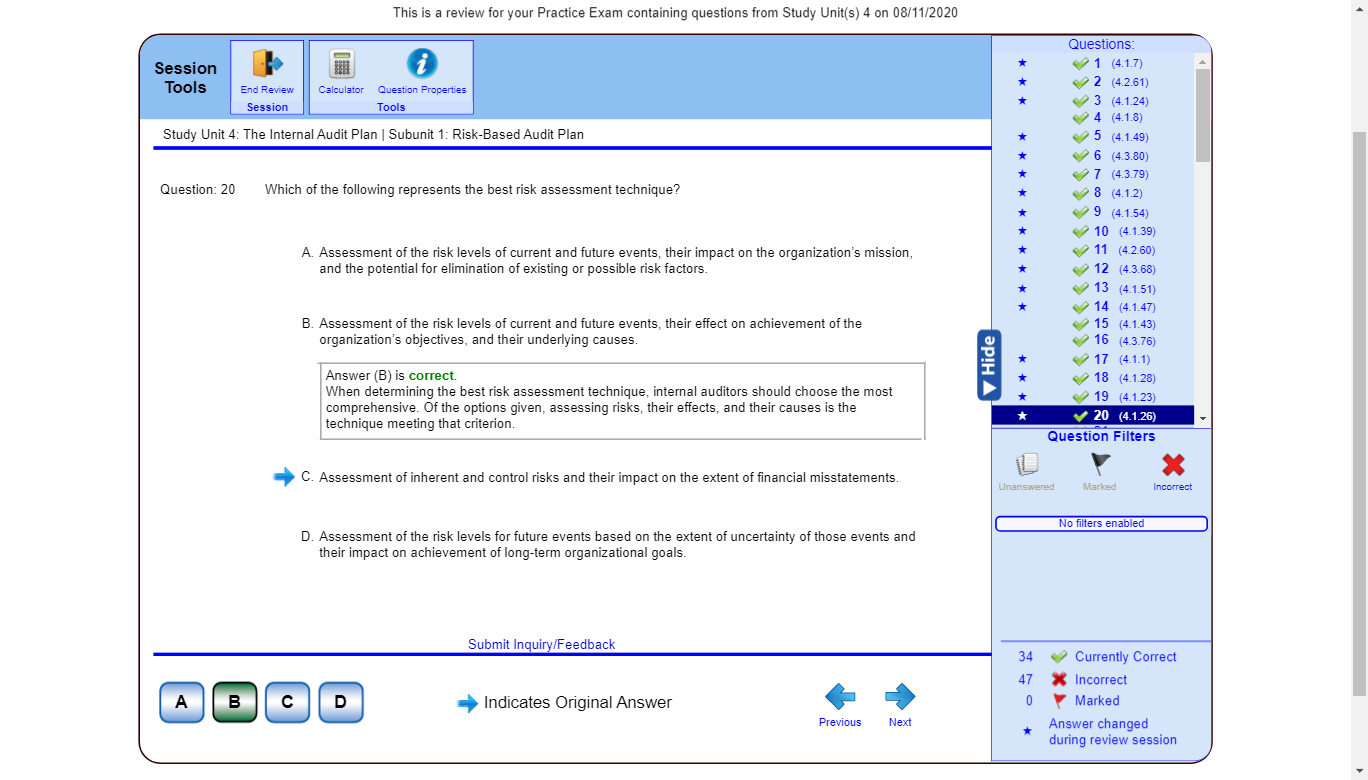 This is a review for your Practice Exam containing questions from Study Unit(s) 4 on 08/11/2020
Session
Tools
End Review
Session
Calculator
Question Properties
Tools
Study Unit 4: The Internal Audit Plan | Subunit 1: Risk-Based Audit Plan
Question: 20 Which of the following represents the best risk assessment technique?
A. Assessment of the risk levels of current and future events, their impact on the organization's mission,
and the potential for elimination of existing or possible risk factors.
B. Assessment of the risk levels of current and future events, their effect on achievement of the
organization's objectives, and their underlying causes.
Answer (B) is correct.
When determining the best risk assessment technique, internal auditors should choose the most
comprehensive. Of the options given, assessing risks, their effects, and their causes is the
technique meeting that criterion.
C. Assessment of inherent and control risks and their impact on the extent of financial misstatements.
D. Assessment of the risk levels for future events based on the extent of uncertainty of those events and
their impact on achievement of long-term organizational goals.
Submit Inquiry/Feedback
A B C D
Indicates Original Answer
Previous
Next
Hide
Questions:
1 (4.1.7)
2 (4.2.61)
3 (4.1.24)
4 (4.1.8)
5 (4.1.49)
6 (4.3.80)
7 (4.3.79)
8 (4.1.2)
9 (4.1.54)
10 (4.1.39)
11 (4.2.60)
12 (4.3.68)
13 (4.1.51)
14 (4.1.47)
15 (4.1.43)
16 (4.3.76)
17 (4.1.1)
18 (4.1.28)
19 (4.1.23)
20 (4.1.26)
Question Filters
Unanswered
Marked
Incorrect
No filters enabled
34 Currently Correct
47 Incorrect
0 Marked
Answer changed
during review session